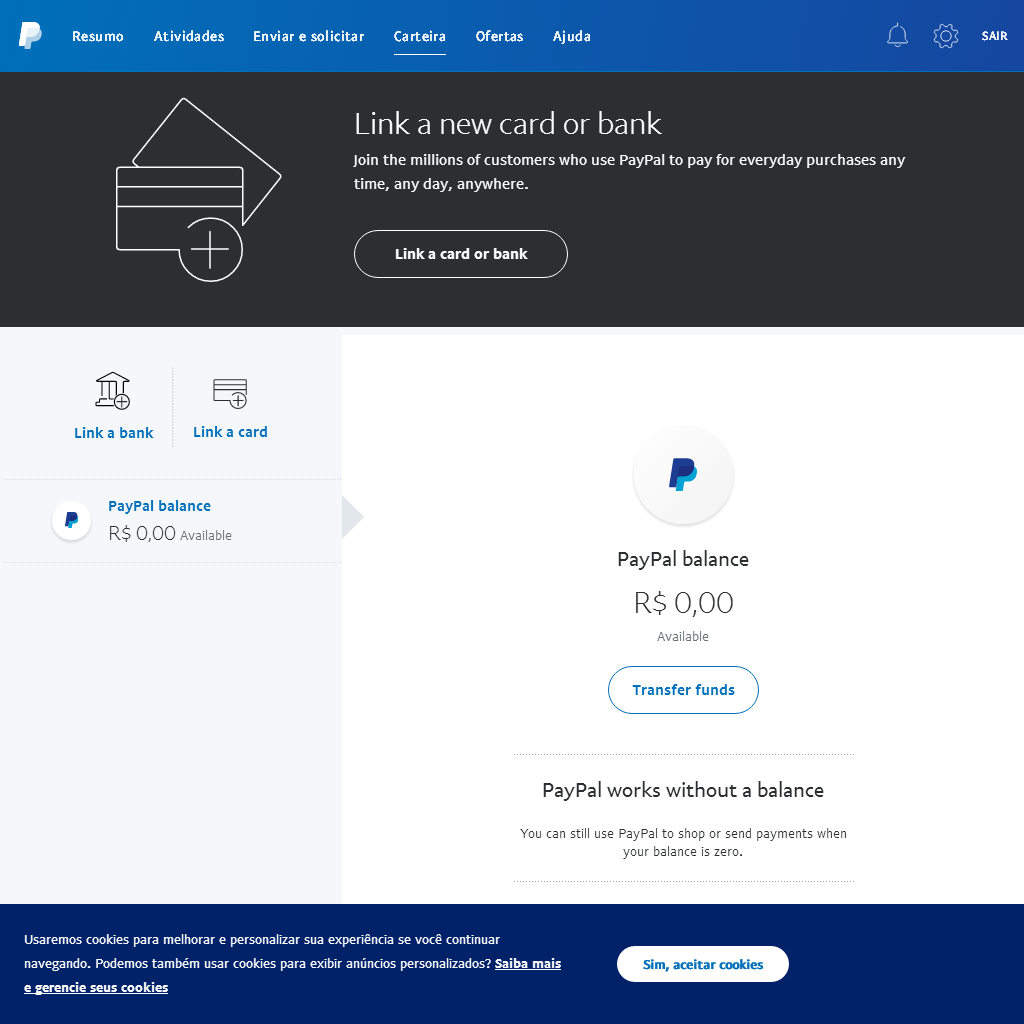 Resumo Atividades Enviar e solicitar Carteira Ofertas Ajuda SAIR
Link a new card or bank
Join the millions of customers who use PayPal to pay for everyday purchases any
time, any day, anywhere.
Link a card or bank
Link a bank
Link a card
PayPal balance
R$ 0,00 Available
PayPal balance
R$ 0,00
Available
Transfer funds
PayPal works without a balance
You can still use PayPal to shop or send payments when
your balance is zero.
Usaremos cookies para melhorar e personalizar sua experiência se você continuar
navegando. Podemos também usar cookies para exibir anúncios personalizados? Saiba mais
e gerencie seus cookies
Sim, aceitar cookies